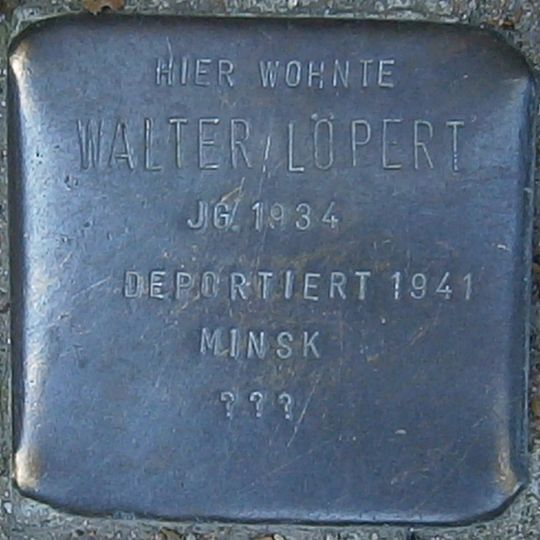 HIER WOHNTE
WALTER LÖPERT
JG. 1934
DEPORTIERT 1941
MINSK
???